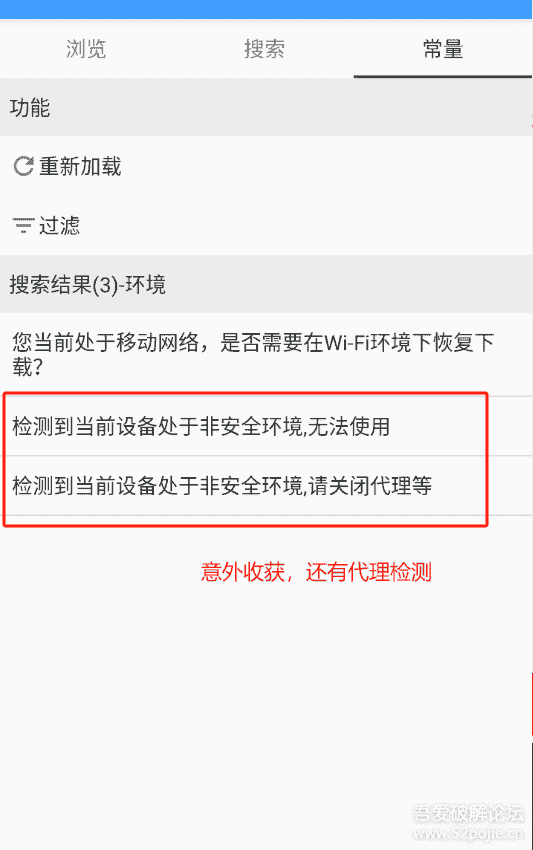 浏览 搜索 常量
功能
重新加载
过滤
搜索结果(3)-环境
您当前处于移动网络，是否需要在Wi-Fi环境下恢复下
载？
检测到当前设备处于非安全环境,无法使用
检测到当前设备处于非安全环境,请关闭代理等
意外收获，还有代理检测
吾爱破解论坛
www.52pojie.cn